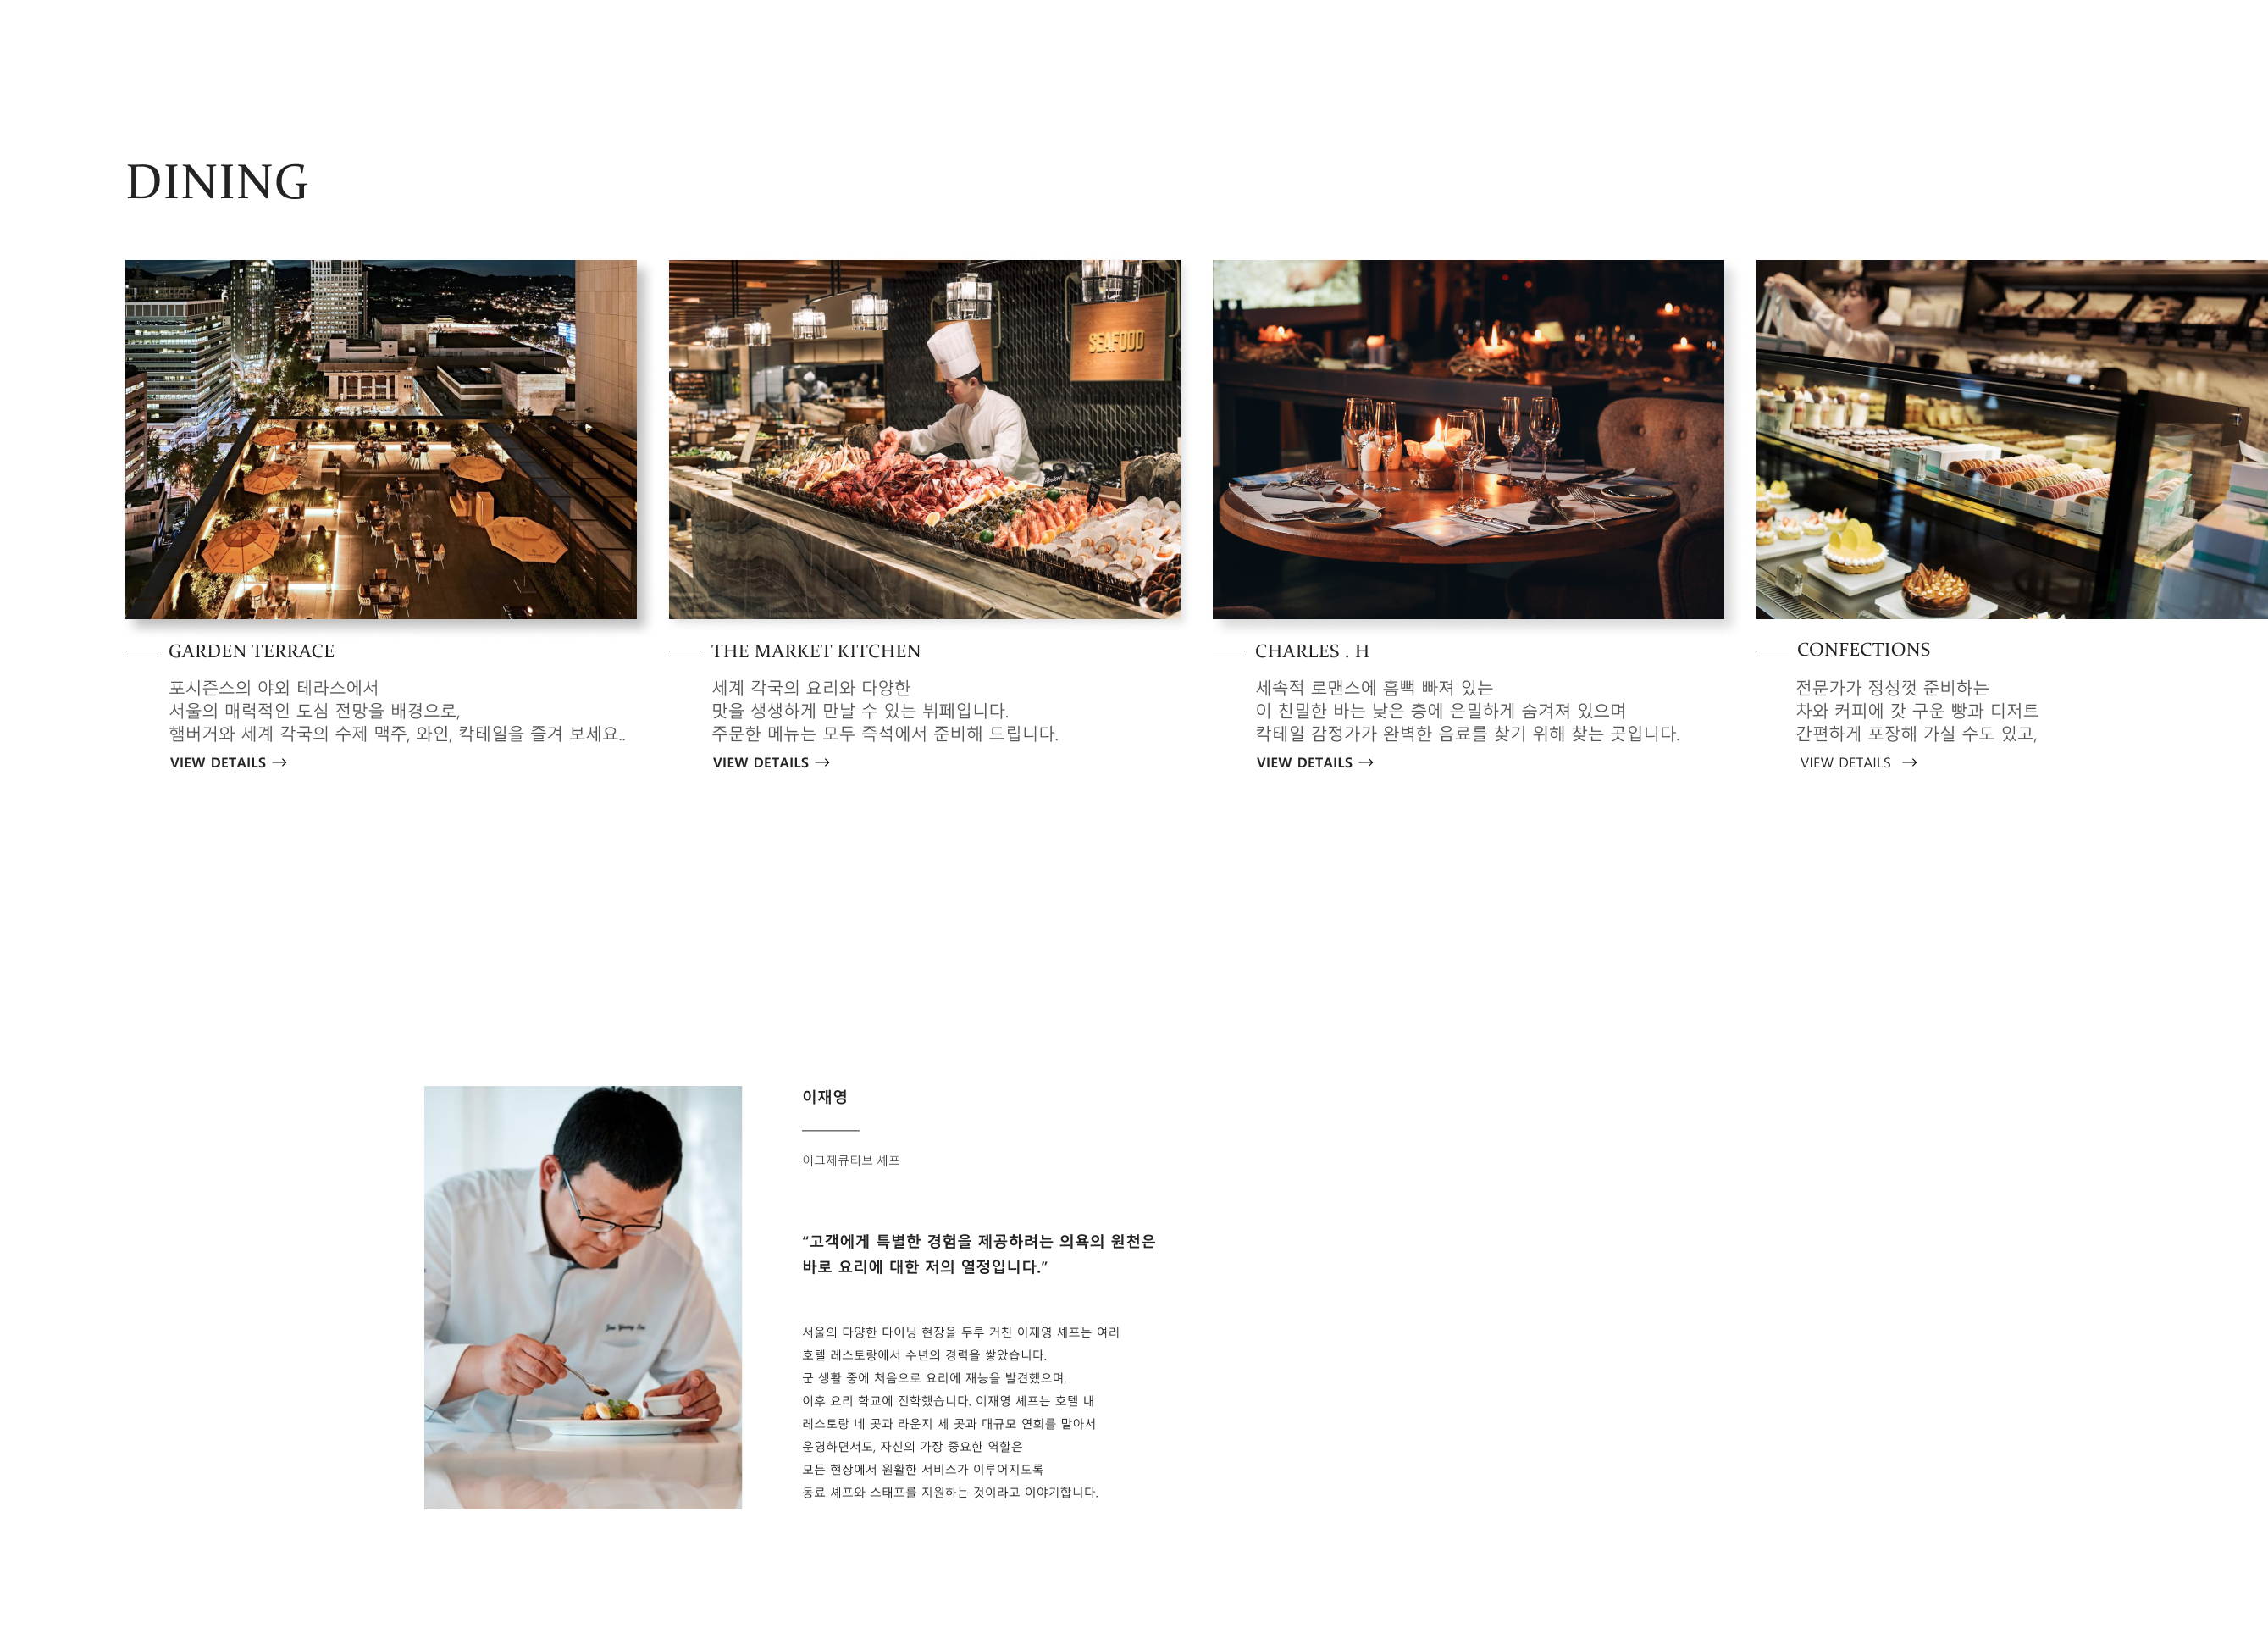 DINING
SEAFOOD
GARDEN TERRACE
포시즌스의 야외 테라스에서
서울의 매력적인 도심 전망을 배경으로,
햄버거와 세계 각국의 수제 맥주, 와인, 칵테일을 즐겨 보세요..
VIEW DETAILS →
THE MARKET KITCHEN
세계 각국의 요리와 다양한
맛을 생생하게 만날 수 있는 뷔페입니다.
주문한 메뉴는 모두 즉석에서 준비해 드립니다.
VIEW DETAILS →
CHARLES . H
세속적 로맨스에 흠뻑 빠져 있는
이 친밀한 바는 낮은 층에 은밀하게 숨겨져 있으며
칵테일 감정가가 완벽한 음료를 찾기 위해 찾는 곳입니다.
VIEW DETAILS →
CONFECTIONS
전문가가 정성껏 준비하는
차와 커피에 갓 구운 빵과 디저트
간편하게 포장해 가실 수도 있고,
VIEW DETAILS →
이재영
이그제큐티브 셰프
“고객에게 특별한 경험을 제공하려는 의욕의 원천은
바로 요리에 대한 저의 열정입니다.”
서울의 다양한 다이닝 현장을 두루 거친 이재영 셰프는 여러
호텔 레스토랑에서 수년의 경력을 쌓았습니다.
군 생활 중에 처음으로 요리에 재능을 발견했으며,
이후 요리 학교에 진학했습니다. 이재영 셰프는 호텔 내
레스토랑 네 곳과 라운지 세 곳과 대규모 연회를 맡아서
운영하면서도, 자신의 가장 중요한 역할은
모든 현장에서 원활한 서비스가 이루어지도록
동료 셰프와 스태프를 지원하는 것이라고 이야기합니다.